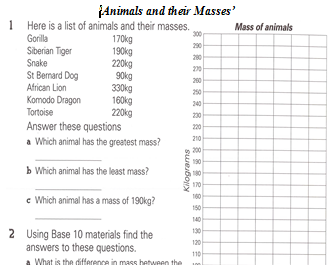 ‘Animals and their Masses’
1 Here is a list of animals and their masses.
Gorilla 170kg
Siberian Tiger 190kg
Snake 220kg
St Bernard Dog 90kg
African Lion 330kg
Komodo Dragon 160kg
Tortoise 220kg
Answer these questions
a Which animal has the greatest mass?
b Which animal has the least mass?
c Which animal has a mass of 190kg?
2 Using Base 10 materials find the
answers to these questions.
a What is the difference in mass between the
Mass of animals
Kilograms
300
290
280
270
260
250
240
230
220
210
200
190
180
170
160
150
140
130
120
110
100